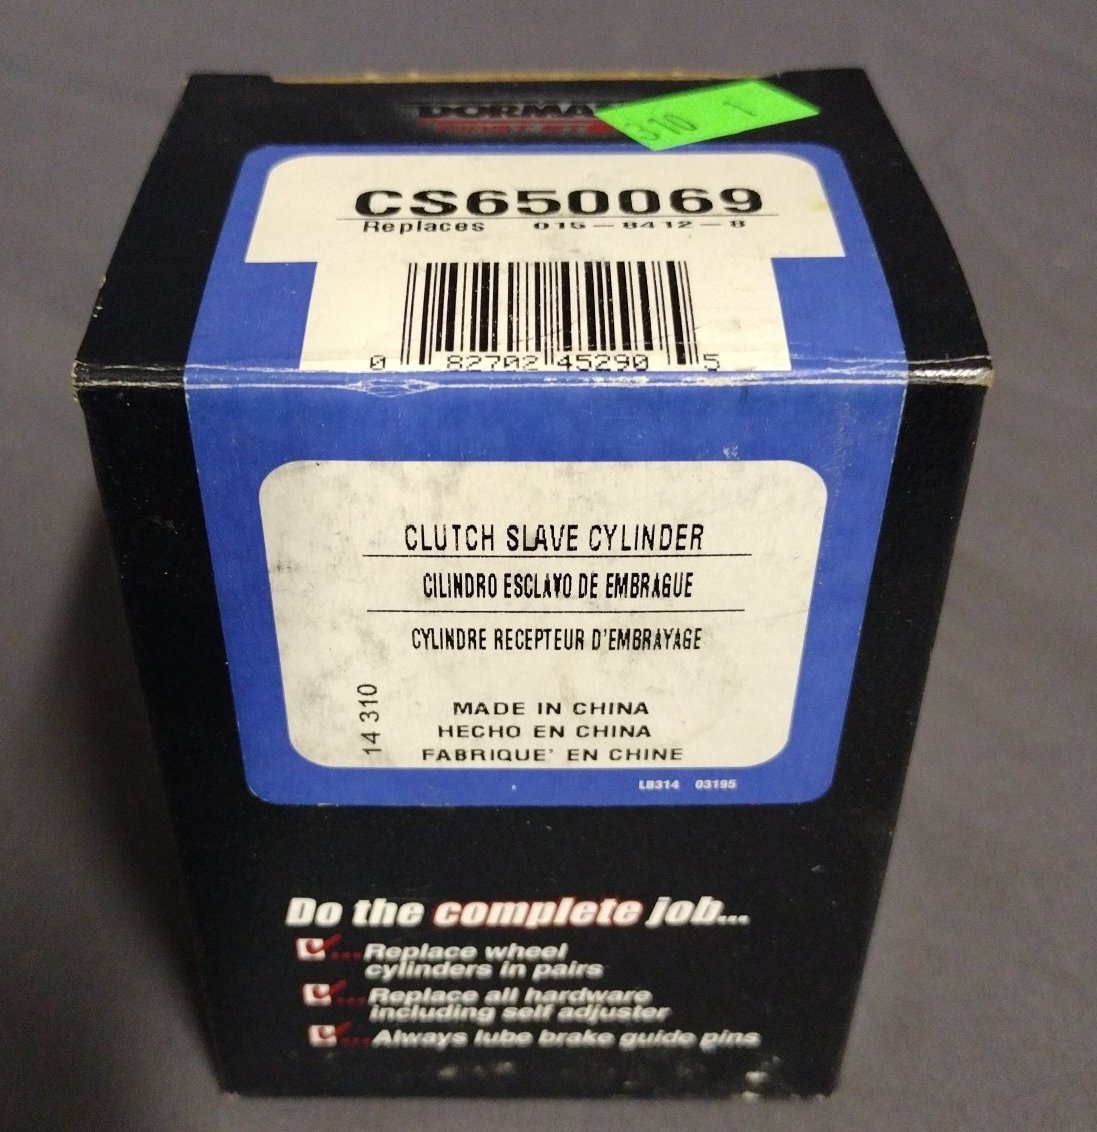 310 1
CS650069
Replaces 015-8412-8
0 82702 45290 5
CLUTCH SLAVE CYLINDER
CILINDRO ESCLAVO DE EMBRAGUE
CYLINDRE RECEPTEUR D'EMBRAYAGE
14 310
MADE IN CHINA
HECHO EN CHINA
FABRIQUE' EN CHINE
LB314 03195
Do the complete job...
...Replace wheel
cylinders in pairs
...Replace all hardware
including self adjuster
...Always lube brake guide pins